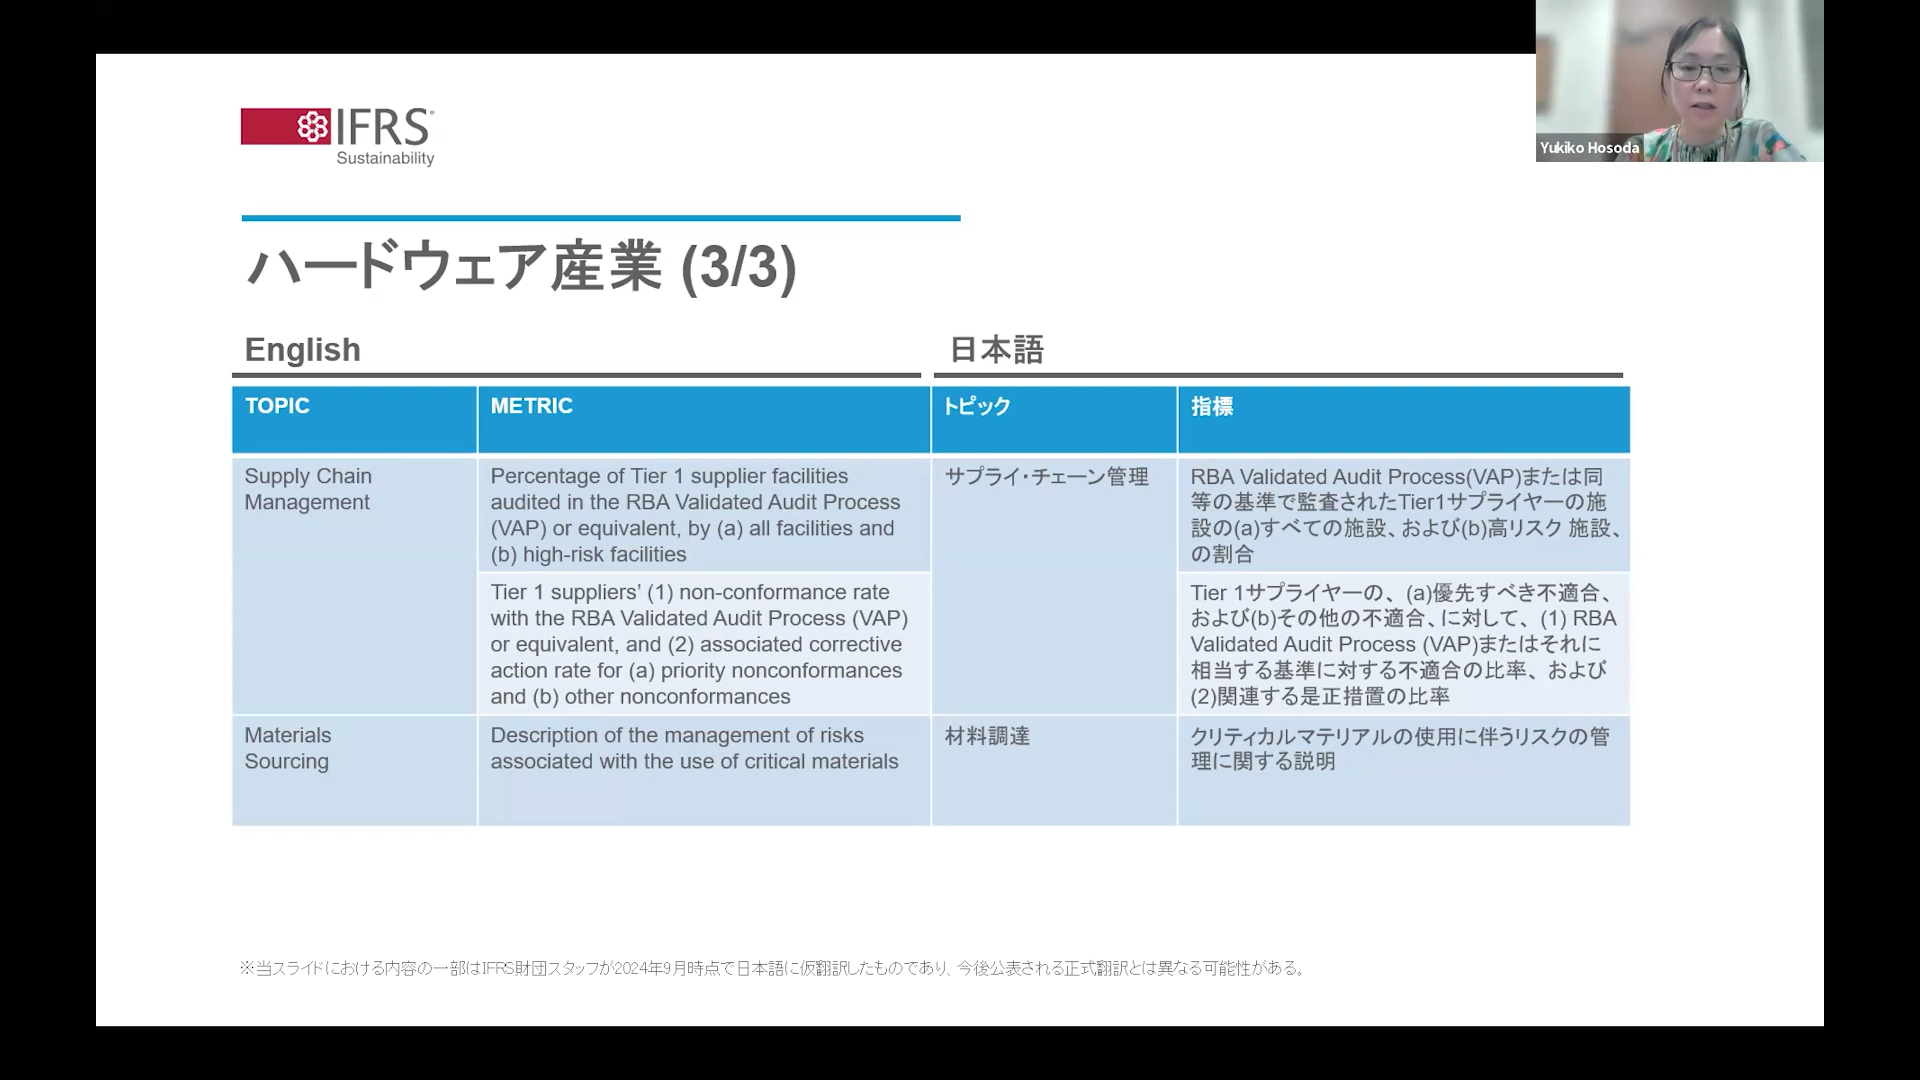 IFRS
Sustainability
Yukiko Hosoda
ハードウェア産業 (3/3)
English
日本語
TOPIC
METRIC
トピック
指標
Supply Chain
Management
Percentage of Tier 1 supplier facilities
audited in the RBA Validated Audit Process
(VAP) or equivalent, by (a) all facilities and
(b) high-risk facilities
サプライ・チェーン管理
RBA Validated Audit Process(VAP)または同
等の基準で監査されたTier1サプライヤーの施
設の(a)すべての施設、および(b)高リスク 施設、
の割合
Tier 1 suppliers’ (1) non-conformance rate
with the RBA Validated Audit Process (VAP)
or equivalent, and (2) associated corrective
action rate for (a) priority nonconformances
and (b) other nonconformances
Tier 1サプライヤーの、(a)優先すべき不適合、
および(b)その他の不適合、に対して、(1) RBA
Validated Audit Process (VAP)またはそれに
相当する基準に対する不適合の比率、および
(2)関連する是正措置の比率
Materials
Sourcing
Description of the management of risks
associated with the use of critical materials
材料調達
クリティカルマテリアルの使用に伴うリスクの管
理に関する説明
※当スライドにおける内容の一部はIFRS財団スタッフが2024年9月時点で日本語に仮翻訳したものであり、今後公表される正式翻訳とは異なる可能性がある。